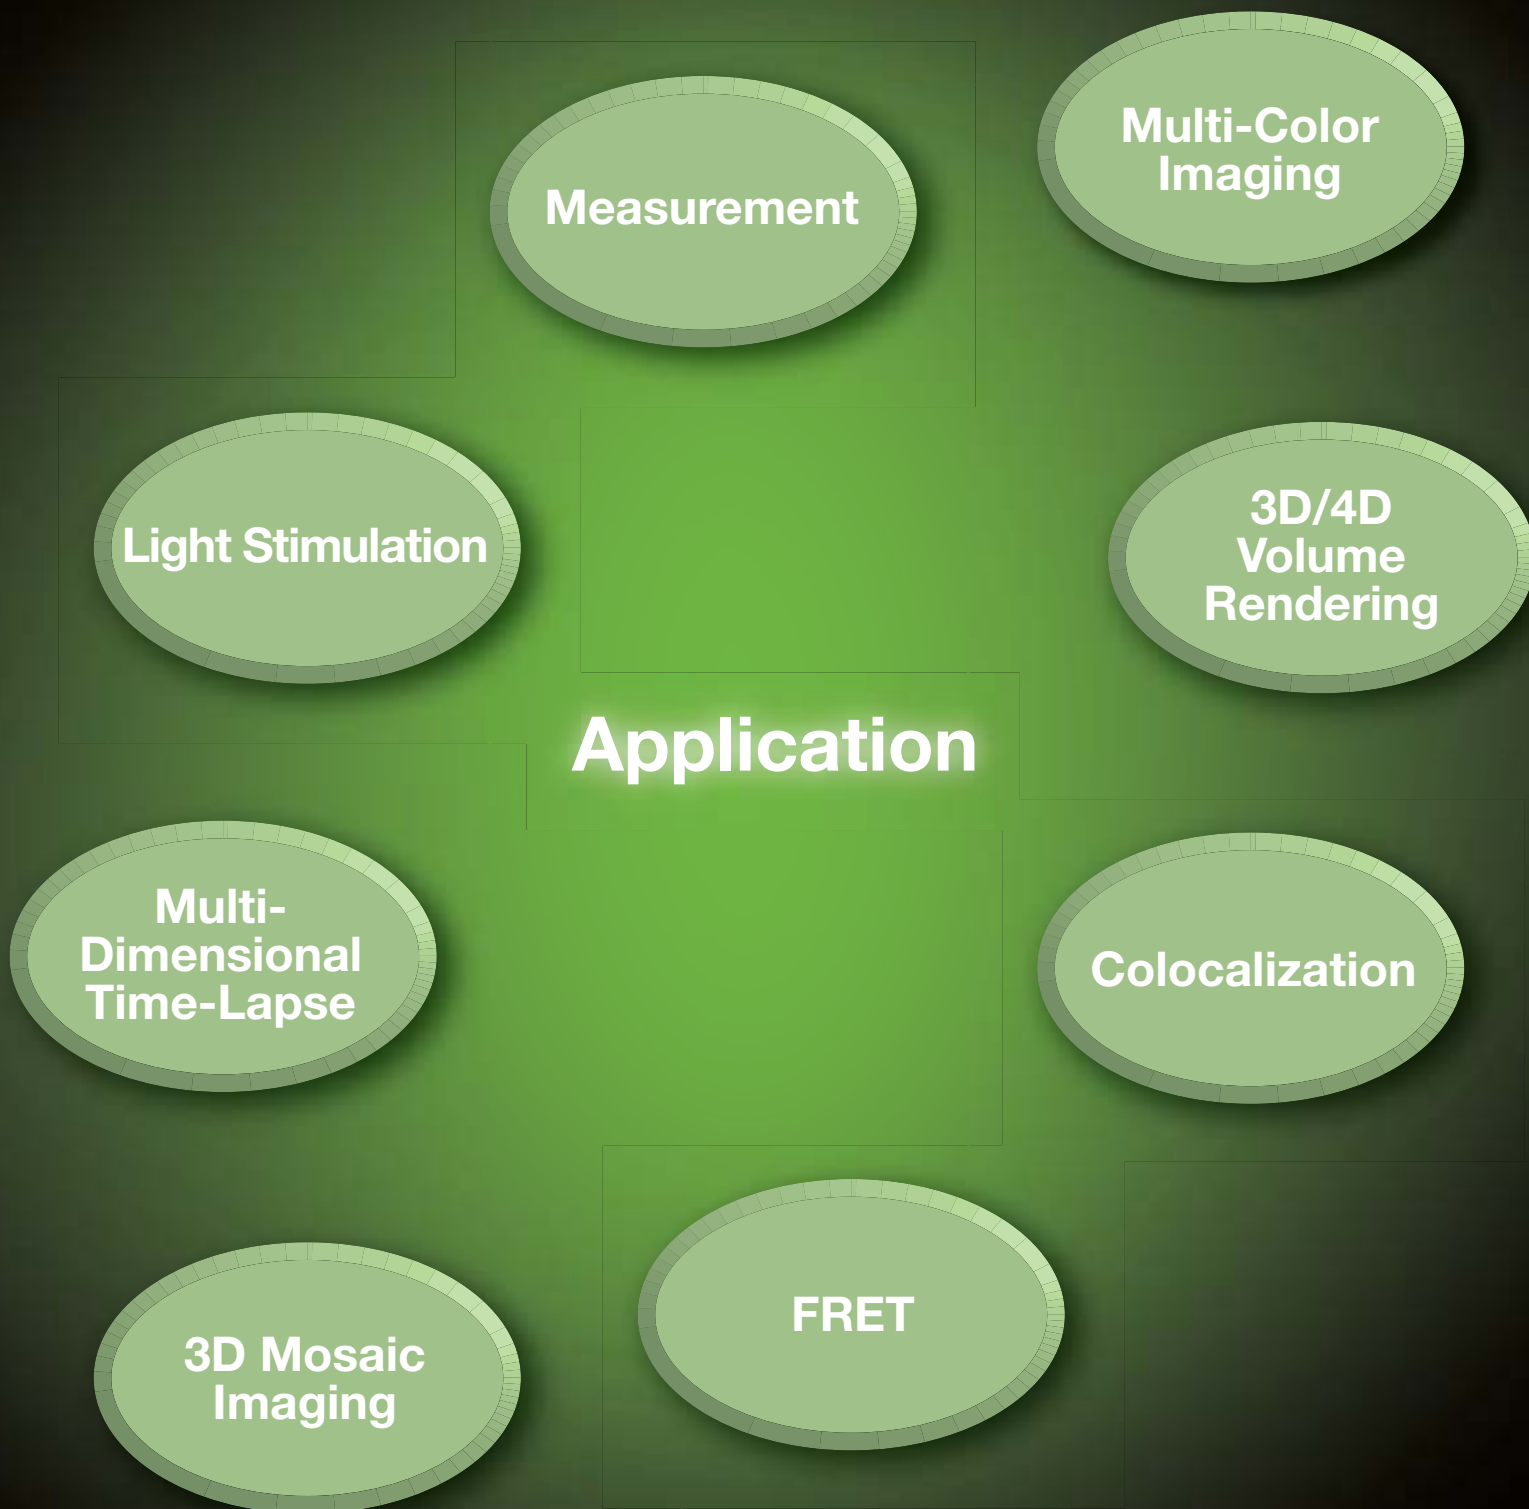 Multi-Color
Imaging
Measurement
Light Stimulation
3D/4D
Volume
Rendering
Application
Multi-
Dimensional
Time-Lapse
Colocalization
FRET
3D Mosaic
Imaging